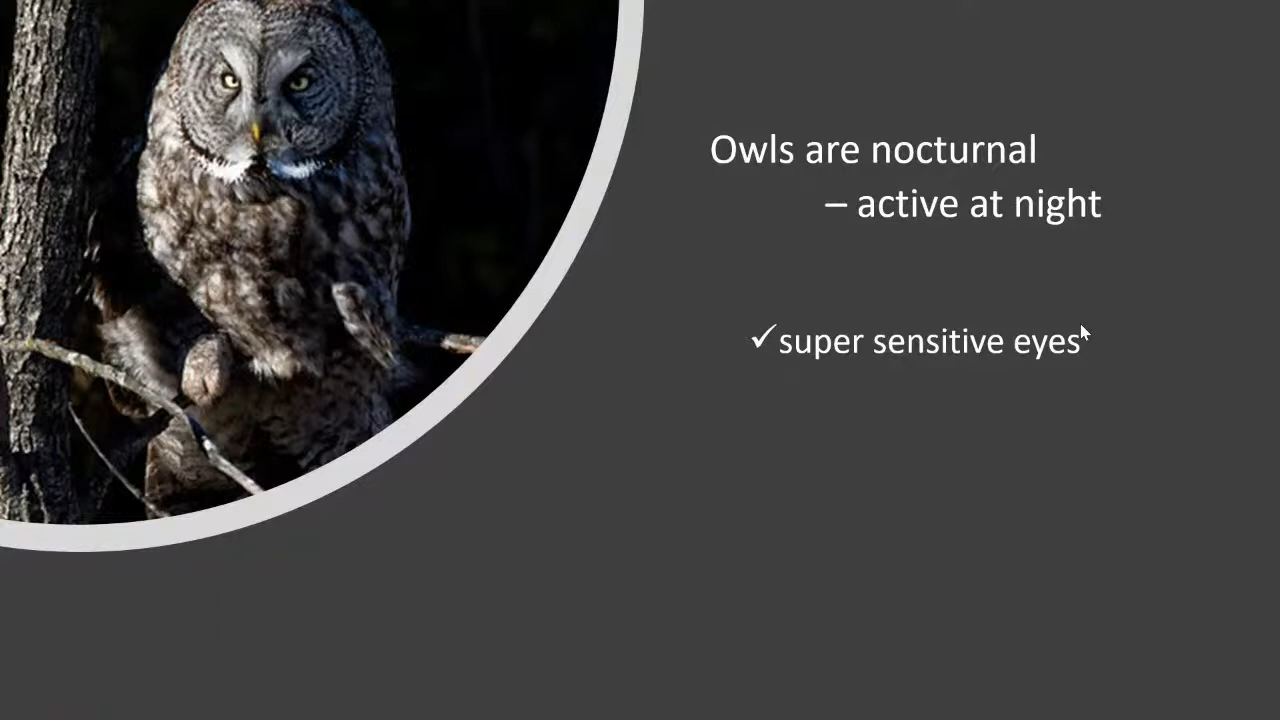 Owls are nocturnal
– active at night
✓super sensitive eyes